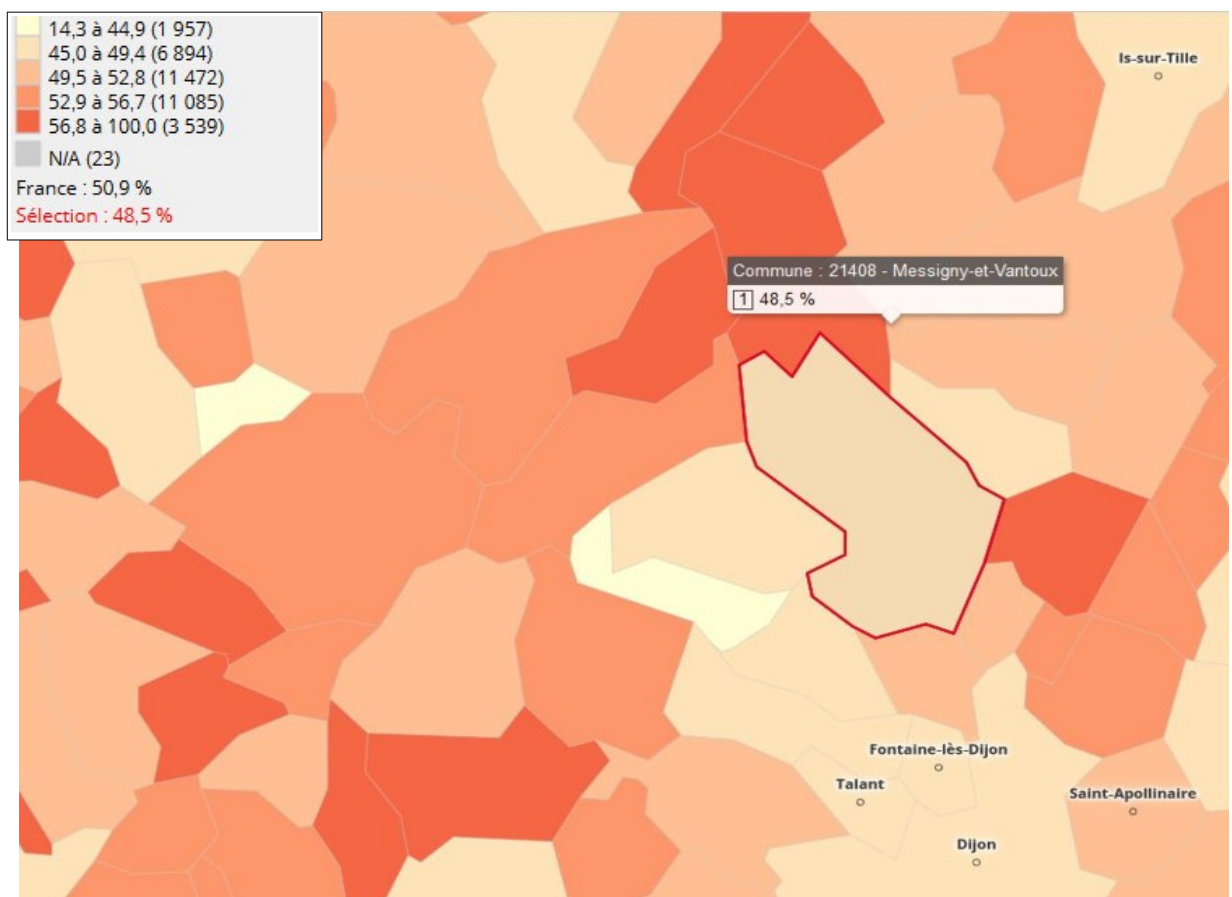 14,3 à 44,9 (1 957)
45,0 à 49,4 (6 894)
49,5 à 52,8 (11 472)
52,9 à 56,7 (11 085)
56,8 à 100,0 (3 539)
N/A (23)
France : 50,9 %
Sélection : 48,5 %
Is-sur-Tille
Commune : 21408 - Messigny-et-Vantoux
1 48,5 %
Fontaine-lès-Dijon
Talant
Saint-Apollinaire
Dijon